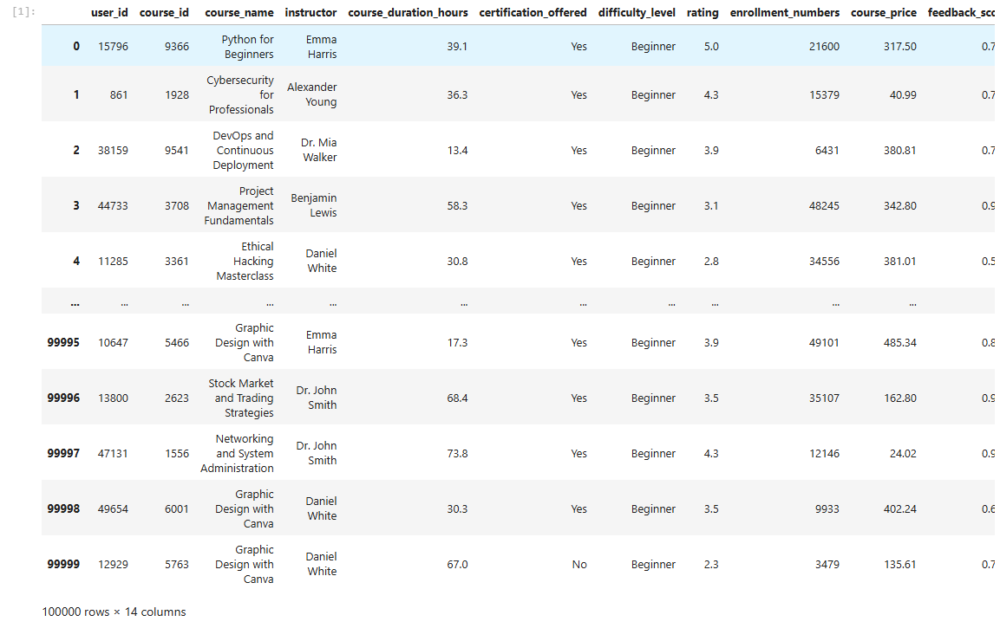 [1]:
user_id course_id course_name instructor course_duration_hours certification_offered difficulty_level rating enrollment_numbers course_price feedback_sco
0 15796 9366 Python for Beginners Emma Harris 39.1 Yes Beginner 5.0 21600 317.50 0.7
1 861 1928 Cybersecurity for Professionals Alexander Young 36.3 Yes Beginner 4.3 15379 40.99 0.7
2 38159 9541 DevOps and Continuous Deployment Dr. Mia Walker 13.4 Yes Beginner 3.9 6431 380.81 0.7
3 44733 3708 Project Management Fundamentals Benjamin Lewis 58.3 Yes Beginner 3.1 48245 342.80 0.9
4 11285 3361 Ethical Hacking Masterclass Daniel White 30.8 Yes Beginner 2.8 34556 381.01 0.5
... ... ... ... ... ... ... ... ... ... ...
99995 10647 5466 Graphic Design with Canva Emma Harris 17.3 Yes Beginner 3.9 49101 485.34 0.8
99996 13800 2623 Stock Market and Trading Strategies Dr. John Smith 68.4 Yes Beginner 3.5 35107 162.80 0.9
99997 47131 1556 Networking and System Administration Dr. John Smith 73.8 Yes Beginner 4.3 12146 24.02 0.9
99998 49654 6001 Graphic Design with Canva Daniel White 30.3 Yes Beginner 3.5 9933 402.24 0.6
99999 12929 5763 Graphic Design with Canva Daniel White 67.0 No Beginner 2.3 3479 135.61 0.7
100000 rows × 14 columns